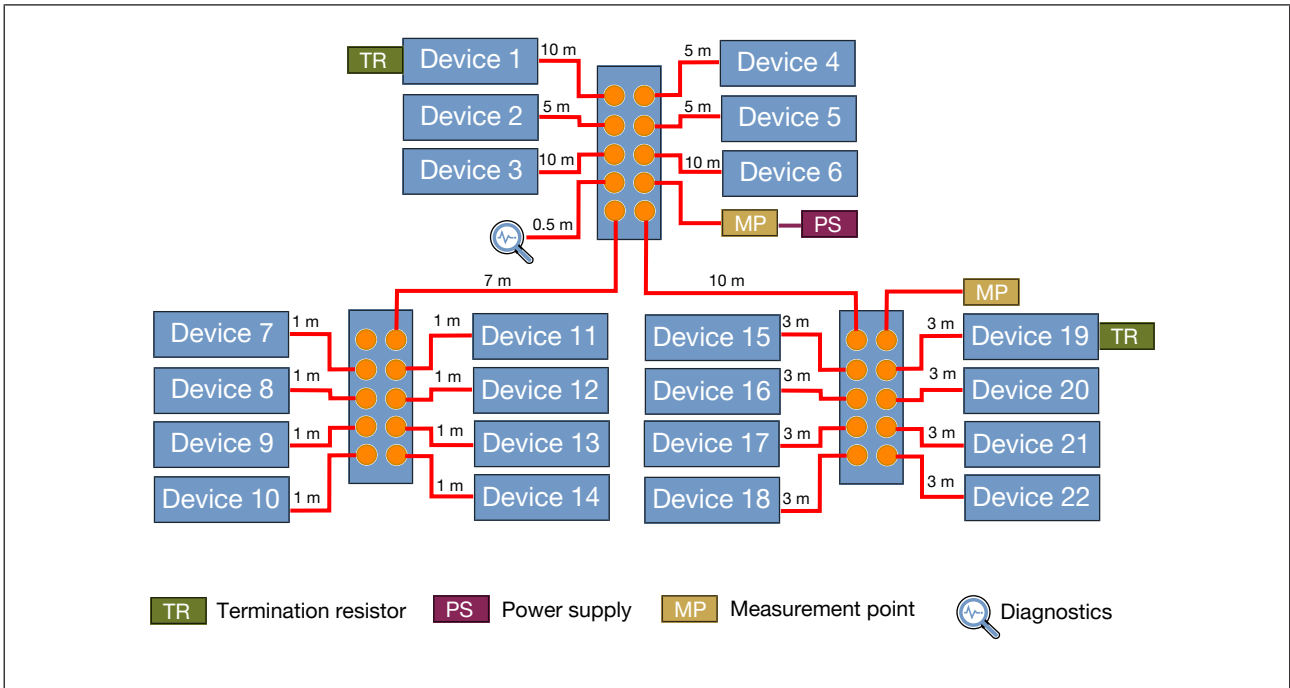 TR Device 1 10 m
5 m Device 4
Device 2 5 m
5 m Device 5
Device 3 10 m
10 m Device 6
0.5 m
MP PS
7 m
10 m
MP
Device 7 1 m
1 m Device 11
Device 8 1 m
1 m Device 12
Device 9 1 m
1 m Device 13
Device 10 1 m
1 m Device 14
Device 15 3 m
3 m Device 19 TR
Device 16 3 m
3 m Device 20
Device 17 3 m
3 m Device 21
Device 18 3 m
3 m Device 22
TR Termination resistor PS Power supply MP Measurement point Diagnostics